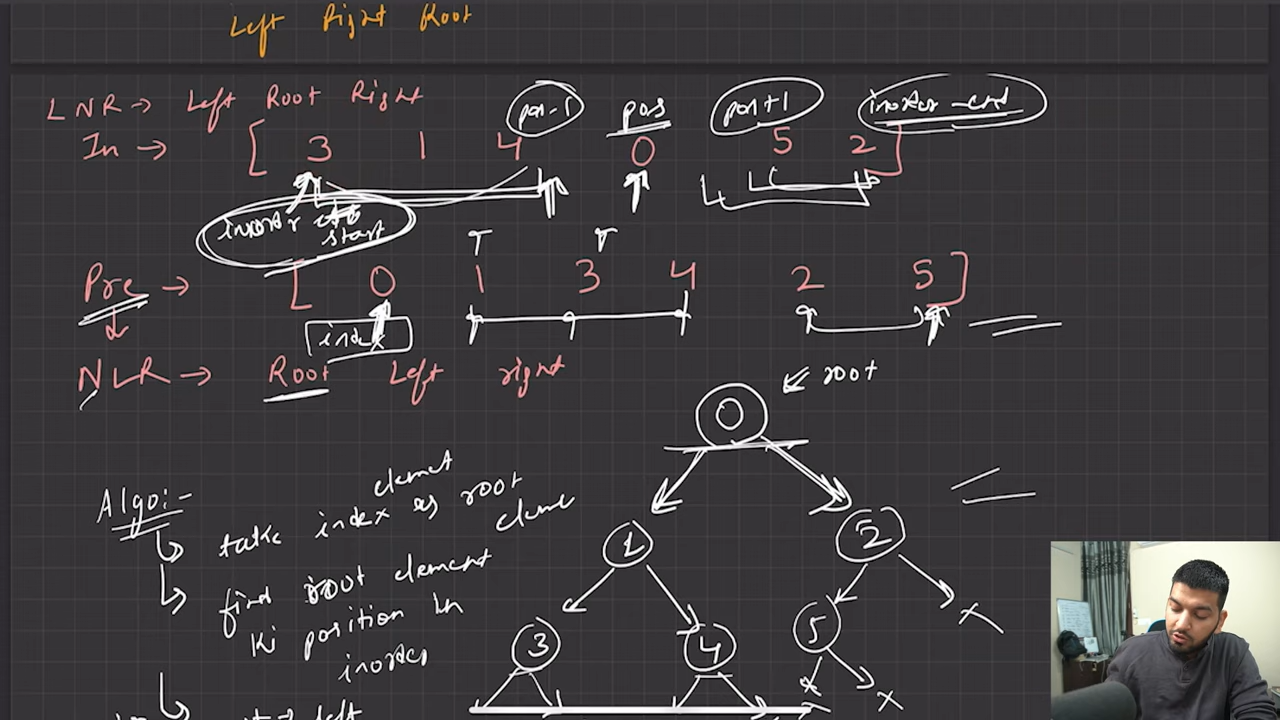 Left Right Root
LNR → Left Root Right
pos-1 pos pos+1 inorder-end
In → [ 3 1 4 0 5 2 ]
inorder start
Pre → [ 0 1 3 4 2 5 ]
index
NLR → Root Left right
root
0
Algo:-
element
take index as root
1 2
find root element
ki position in
inorder
3 4 5
x
x x
left